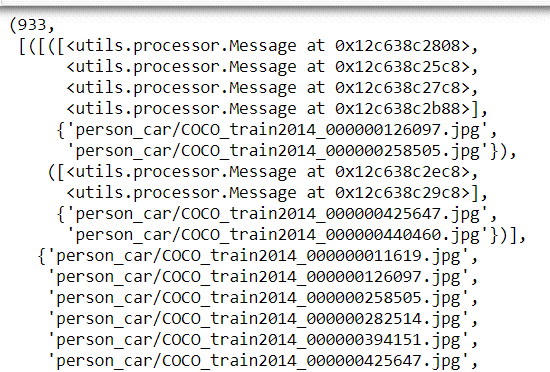 (933,
[([([<utils.processor.Message at 0x12c638c2808>,
<utils.processor.Message at 0x12c638c25c8>,
<utils.processor.Message at 0x12c638c27c8>,
<utils.processor.Message at 0x12c638c2b88>],
{'person_car/COCO_train2014_000000126097.jpg',
'person_car/COCO_train2014_000000258505.jpg'}),
([<utils.processor.Message at 0x12c638c2ec8>,
<utils.processor.Message at 0x12c638c29c8>],
{'person_car/COCO_train2014_000000425647.jpg',
'person_car/COCO_train2014_000000440460.jpg'})],
{'person_car/COCO_train2014_000000011619.jpg',
'person_car/COCO_train2014_000000126097.jpg',
'person_car/COCO_train2014_000000258505.jpg',
'person_car/COCO_train2014_000000282514.jpg',
'person_car/COCO_train2014_000000394151.jpg',
'person_car/COCO_train2014_000000425647.jpg',